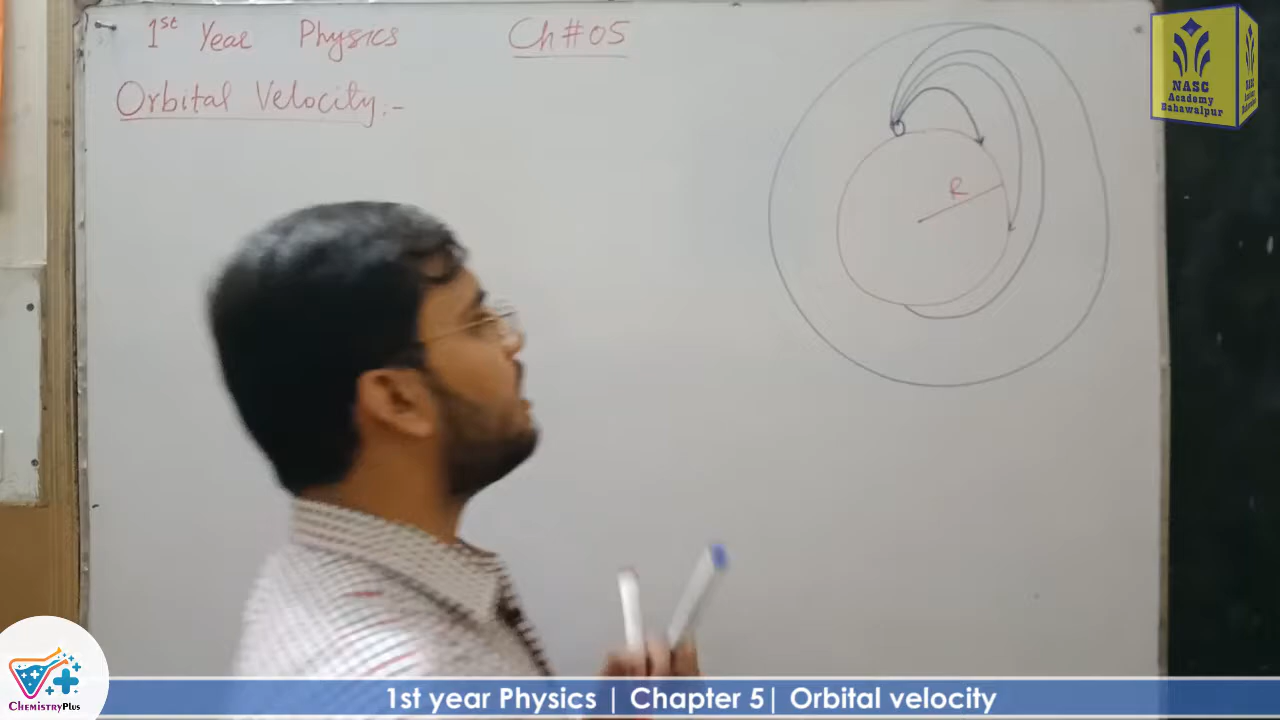 1st Year Physics Ch#05
Orbital Velocity:-
R
NASC
Academy
Bahawalpur
ChemistryPlus
1st year Physics | Chapter 5| Orbital velocity